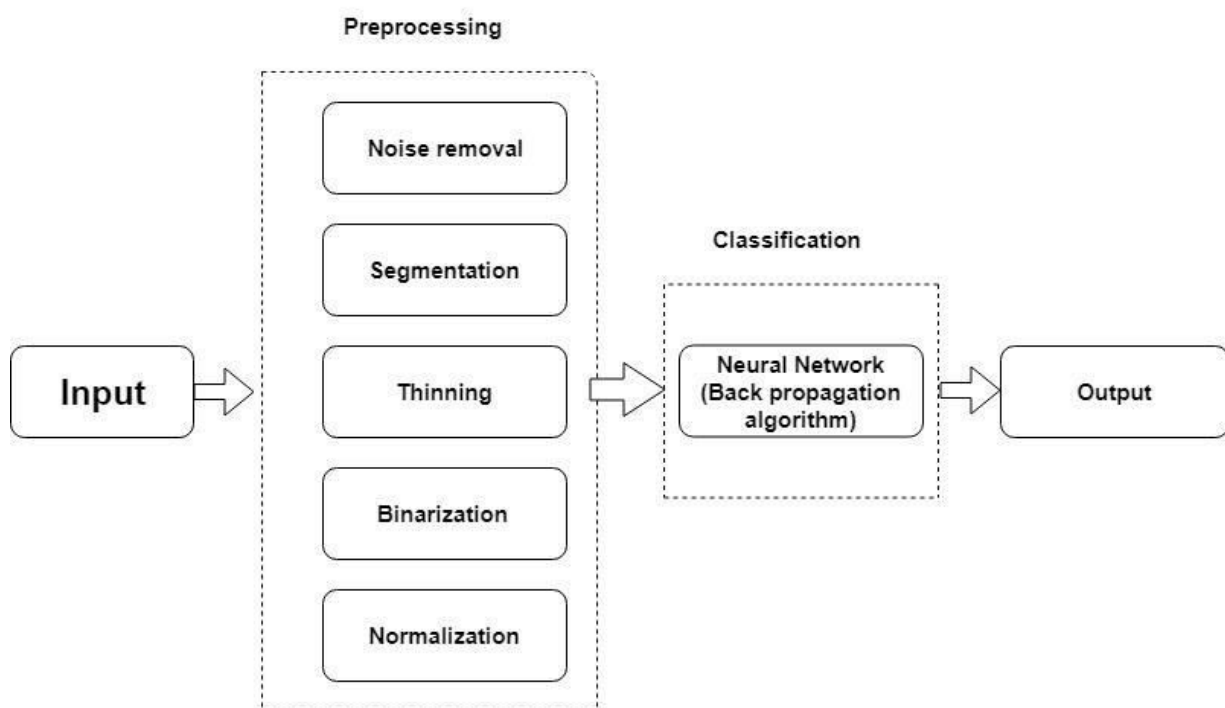 Preprocessing
Noise removal
Segmentation
Thinning
Binarization
Normalization
Input
Classification
Neural Network
(Back propagation
algorithm)
Output